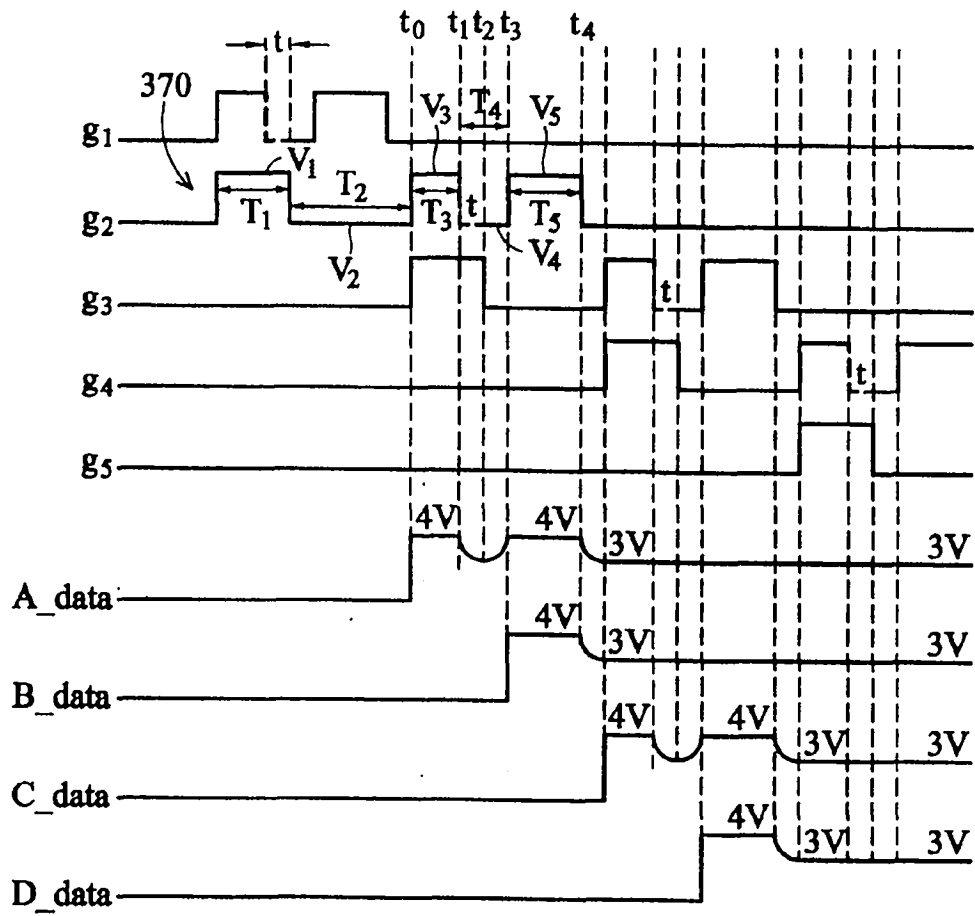 t0 t1 t2 t3 t4
t
370
g1
V3 T4 V5
V1
T1 T2 T3 t T5
g2
V2 V4
g3 t
g4 t
g5
4V 4V 3V 3V
A_data
4V 3V 3V
B_data
4V 4V 3V 3V
C_data
4V 3V 3V
D_data